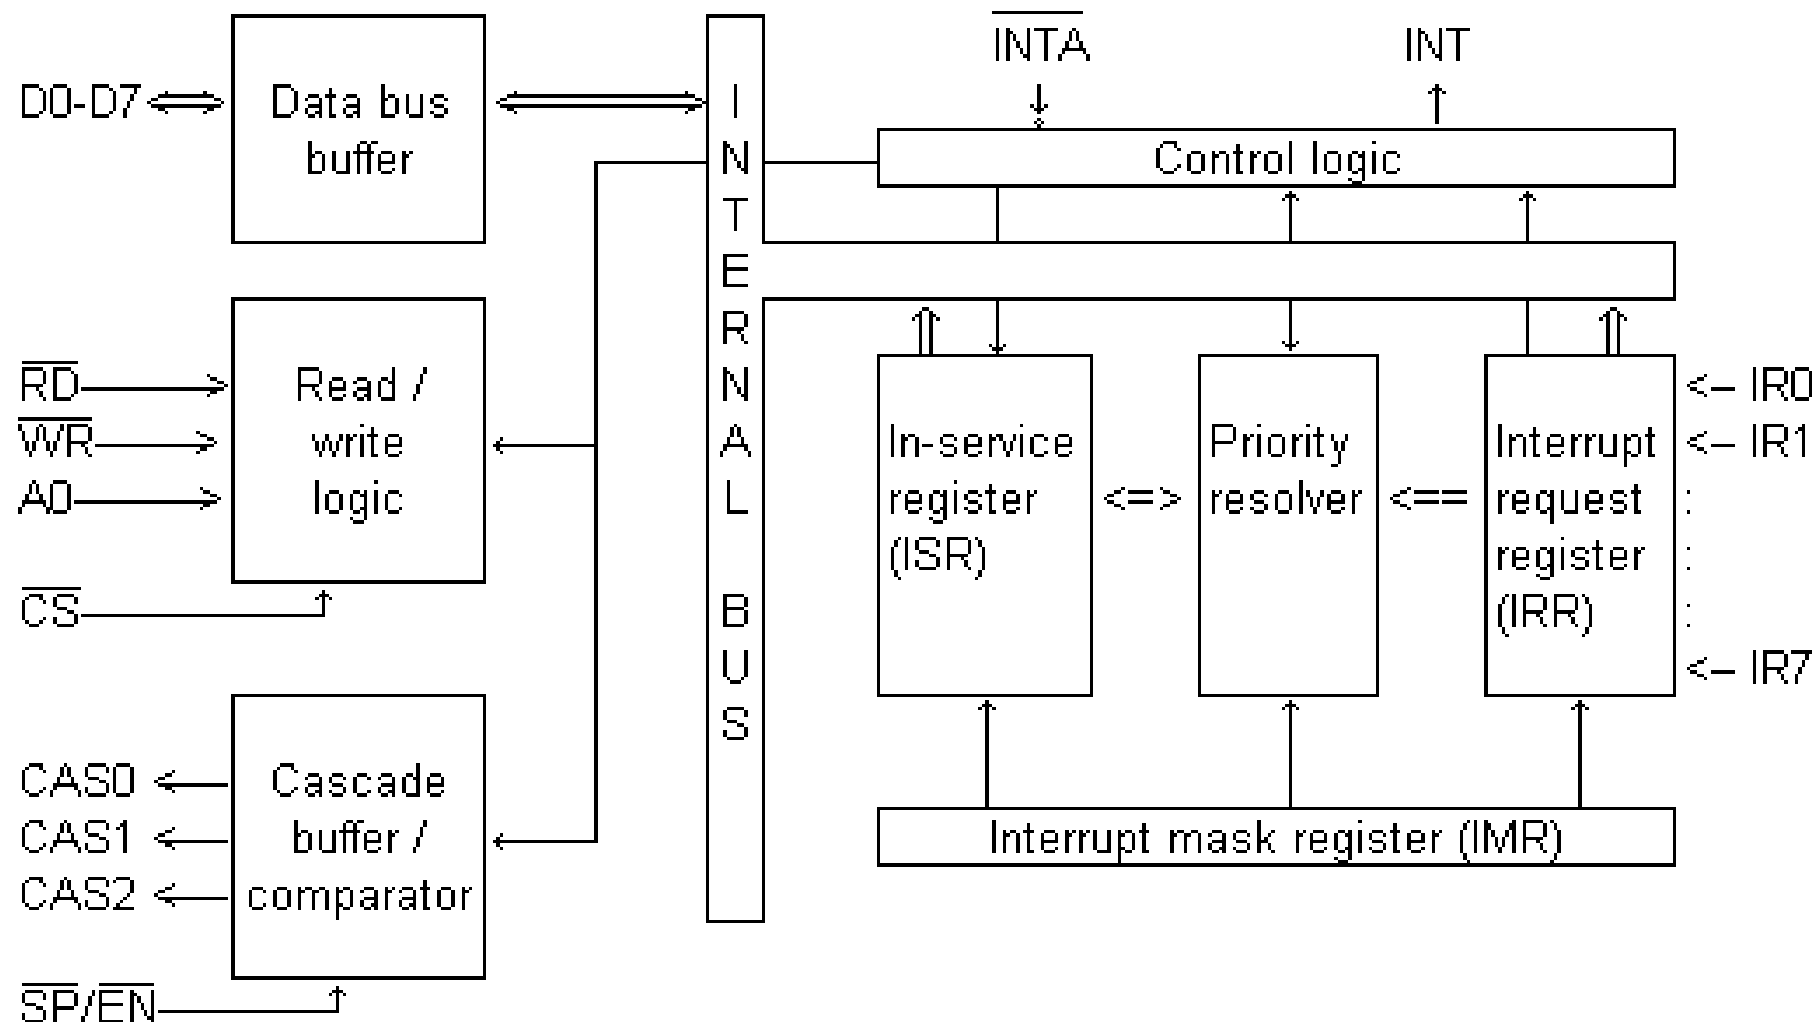 INTA
INT
D0-D7
Data bus
buffer
INTERNAL BUS
Control logic
RD
WR
A0
CS
Read /
write
logic
In-service
register
(ISR)
<=>
Priority
resolver
<==
Interrupt
request
register
(IRR)
<– IR0
<– IR1
:
:
:
<– IR7
CAS0
CAS1
CAS2
SP/EN
Cascade
buffer /
comparator
Interrupt mask register (IMR)